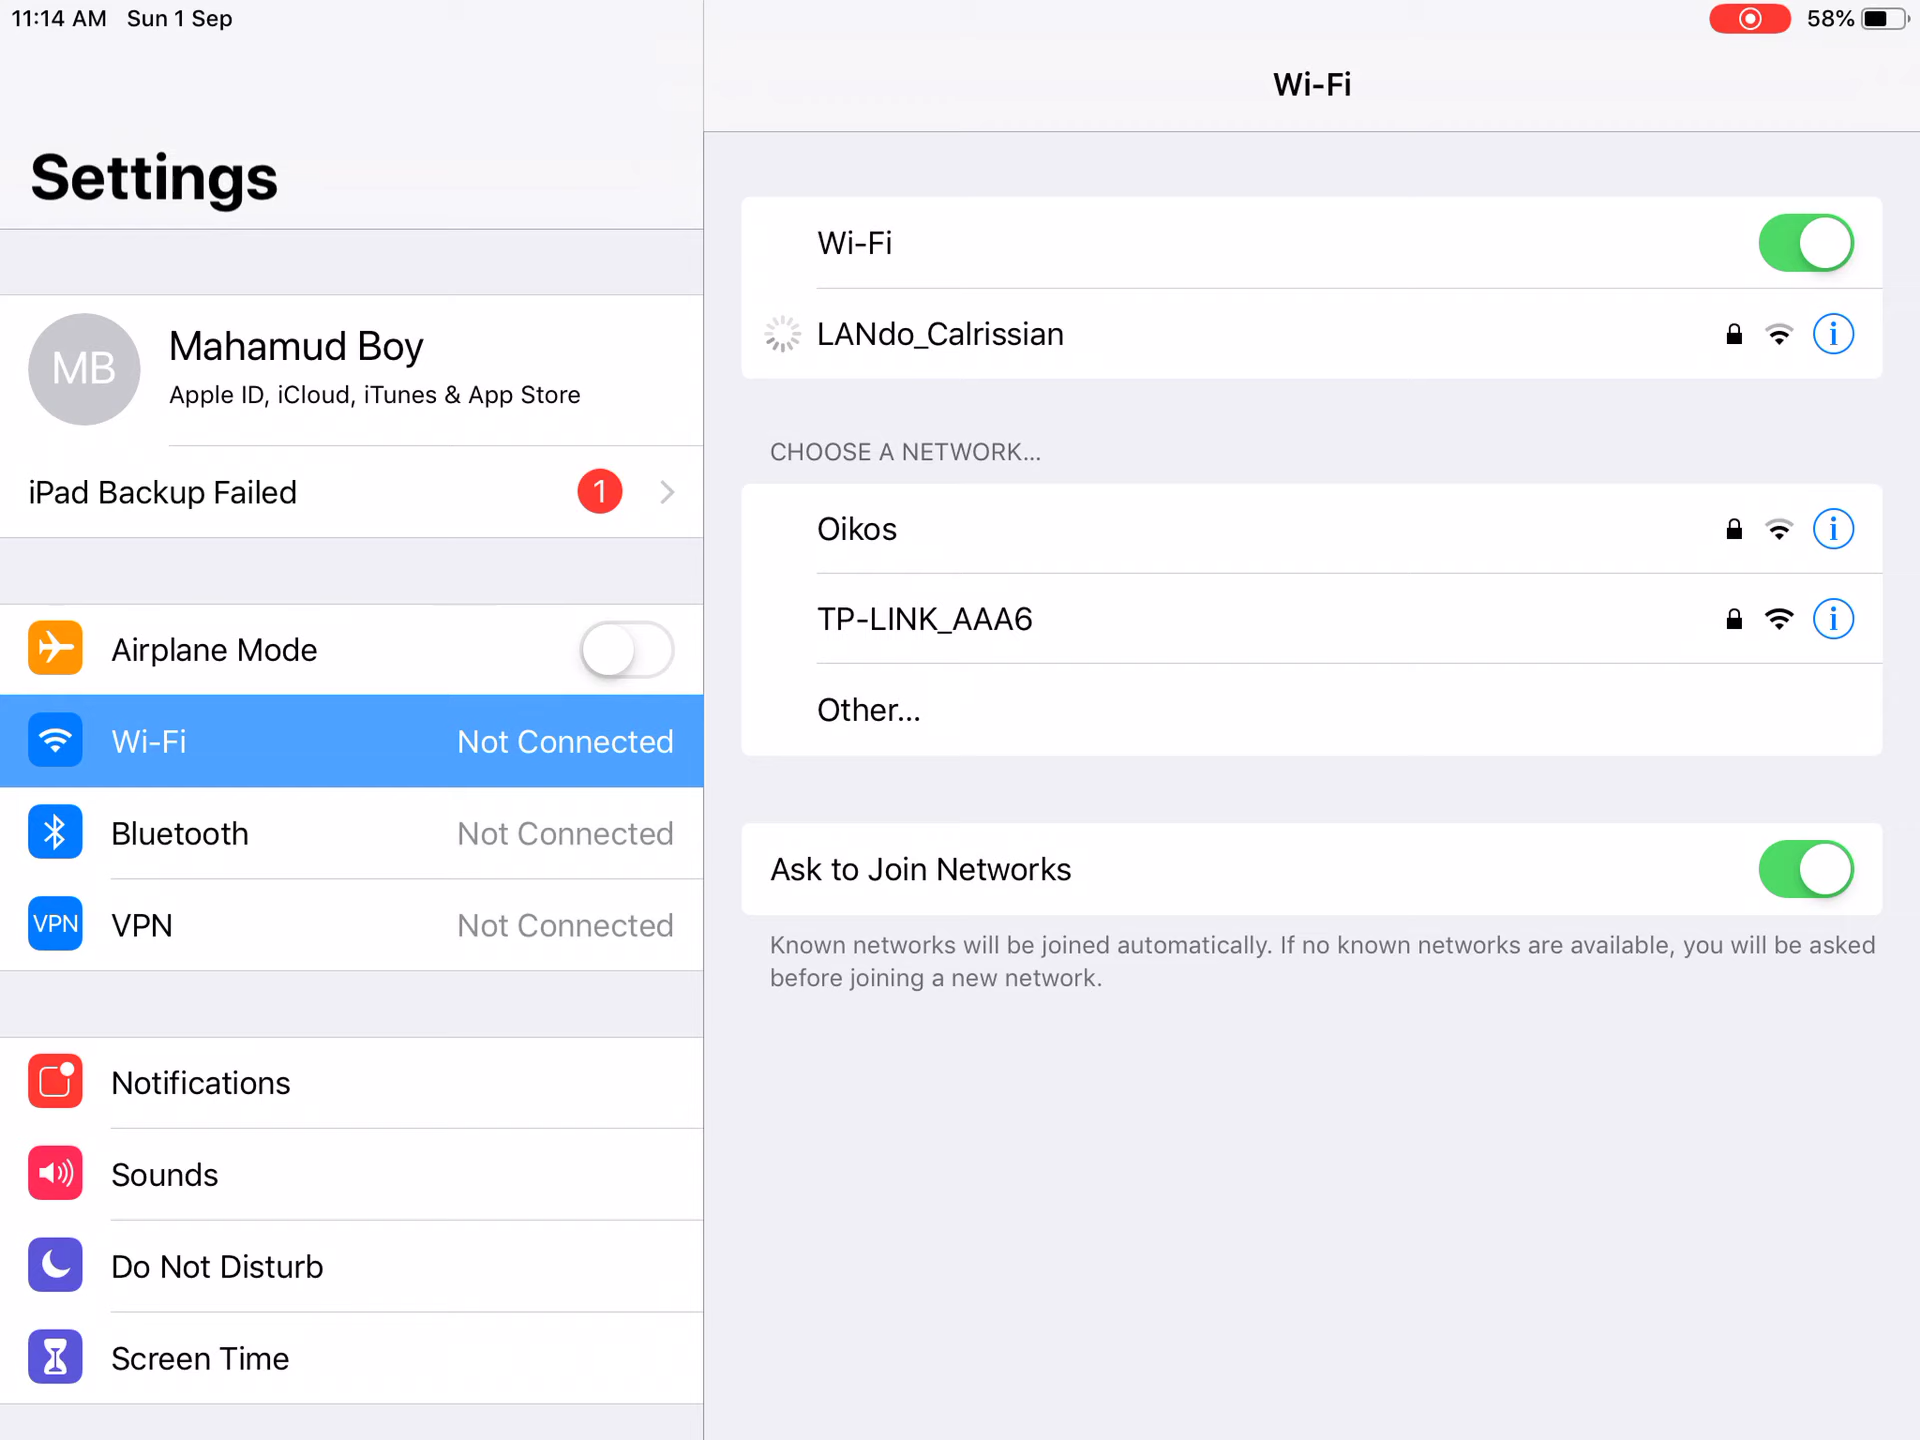 11:14 AM Sun 1 Sep
58%
Settings
MB
Mahamud Boy
Apple ID, iCloud, iTunes & App Store
iPad Backup Failed 1
Airplane Mode
Wi-Fi Not Connected
Bluetooth Not Connected
VPN VPN Not Connected
Notifications
Sounds
Do Not Disturb
Screen Time
Wi-Fi
Wi-Fi
LANdo_Calrissian
CHOOSE A NETWORK...
Oikos
TP-LINK_AAA6
Other...
Ask to Join Networks
Known networks will be joined automatically. If no known networks are available, you will be asked
before joining a new network.